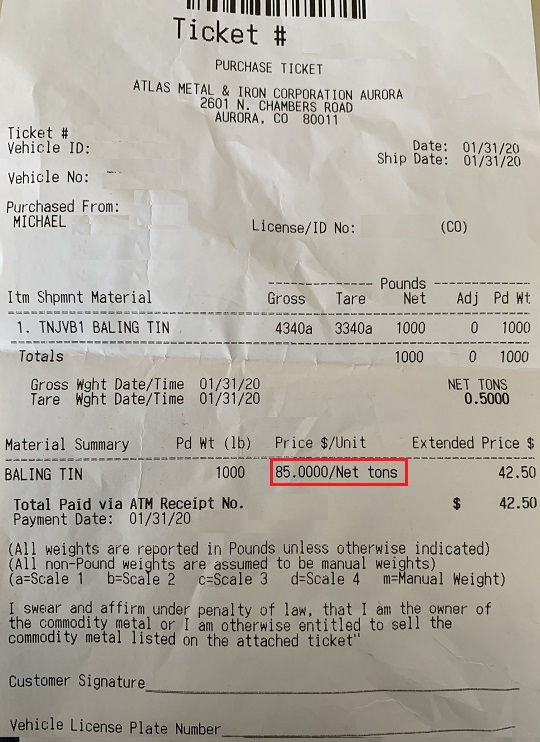 Ticket #
PURCHASE TICKET
ATLAS METAL & IRON CORPORATION AURORA
2601 N. CHAMBERS ROAD
AURORA, CO 80011
Ticket #
Vehicle ID:
Date: 01/31/20
Ship Date: 01/31/20
Vehicle No:
Purchased From:
MICHAEL
License/ID No: (CO)
---------- Pounds ----------
Itm Shpmnt Material Gross Tare Net Adj Pd Wt
1. TNJVB1 BALING TIN 4340a 3340a 1000 0 1000
Totals 1000 0 1000
Gross Wght Date/Time 01/31/20 NET TONS
Tare Wght Date/Time 01/31/20 0.5000
Material Summary Pd Wt (lb) Price $/Unit Extended Price $
BALING TIN 1000 85.0000/Net tons 42.50
Total Paid via ATM Receipt No. $ 42.50
Payment Date: 01/31/20
(All weights are reported in Pounds unless otherwise indicated)
(All non-Pound weights are assumed to be manual weights)
(a=Scale 1 b=Scale 2 c=Scale 3 d=Scale 4 m=Manual Weight)
I swear and affirm under penalty of law, that I am the owner of
the commodity metal or I am otherwise entitled to sell the
commodity metal listed on the attached ticket"
Customer Signature
Vehicle License Plate Number